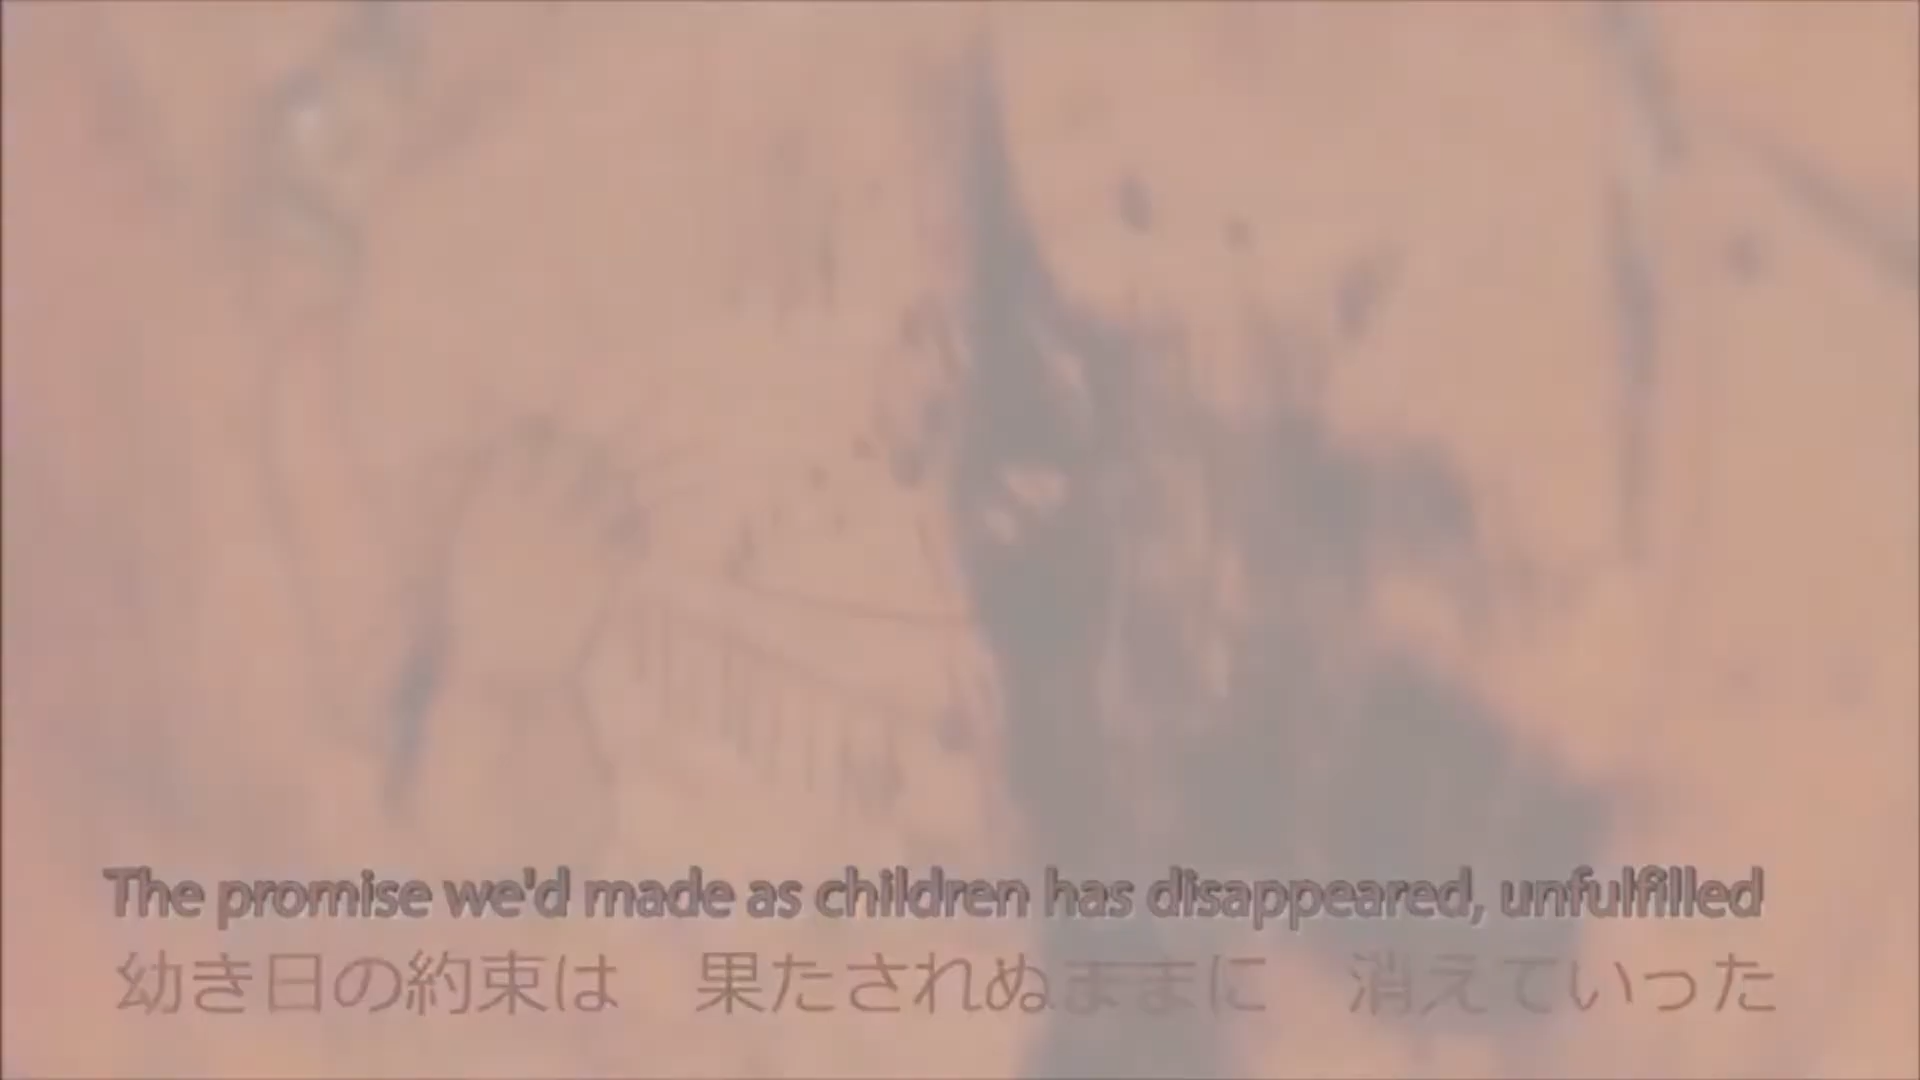 The promise we'd made as children has disappeared, unfulfilled
幼き日の約束は　果たされぬままに　消えていった